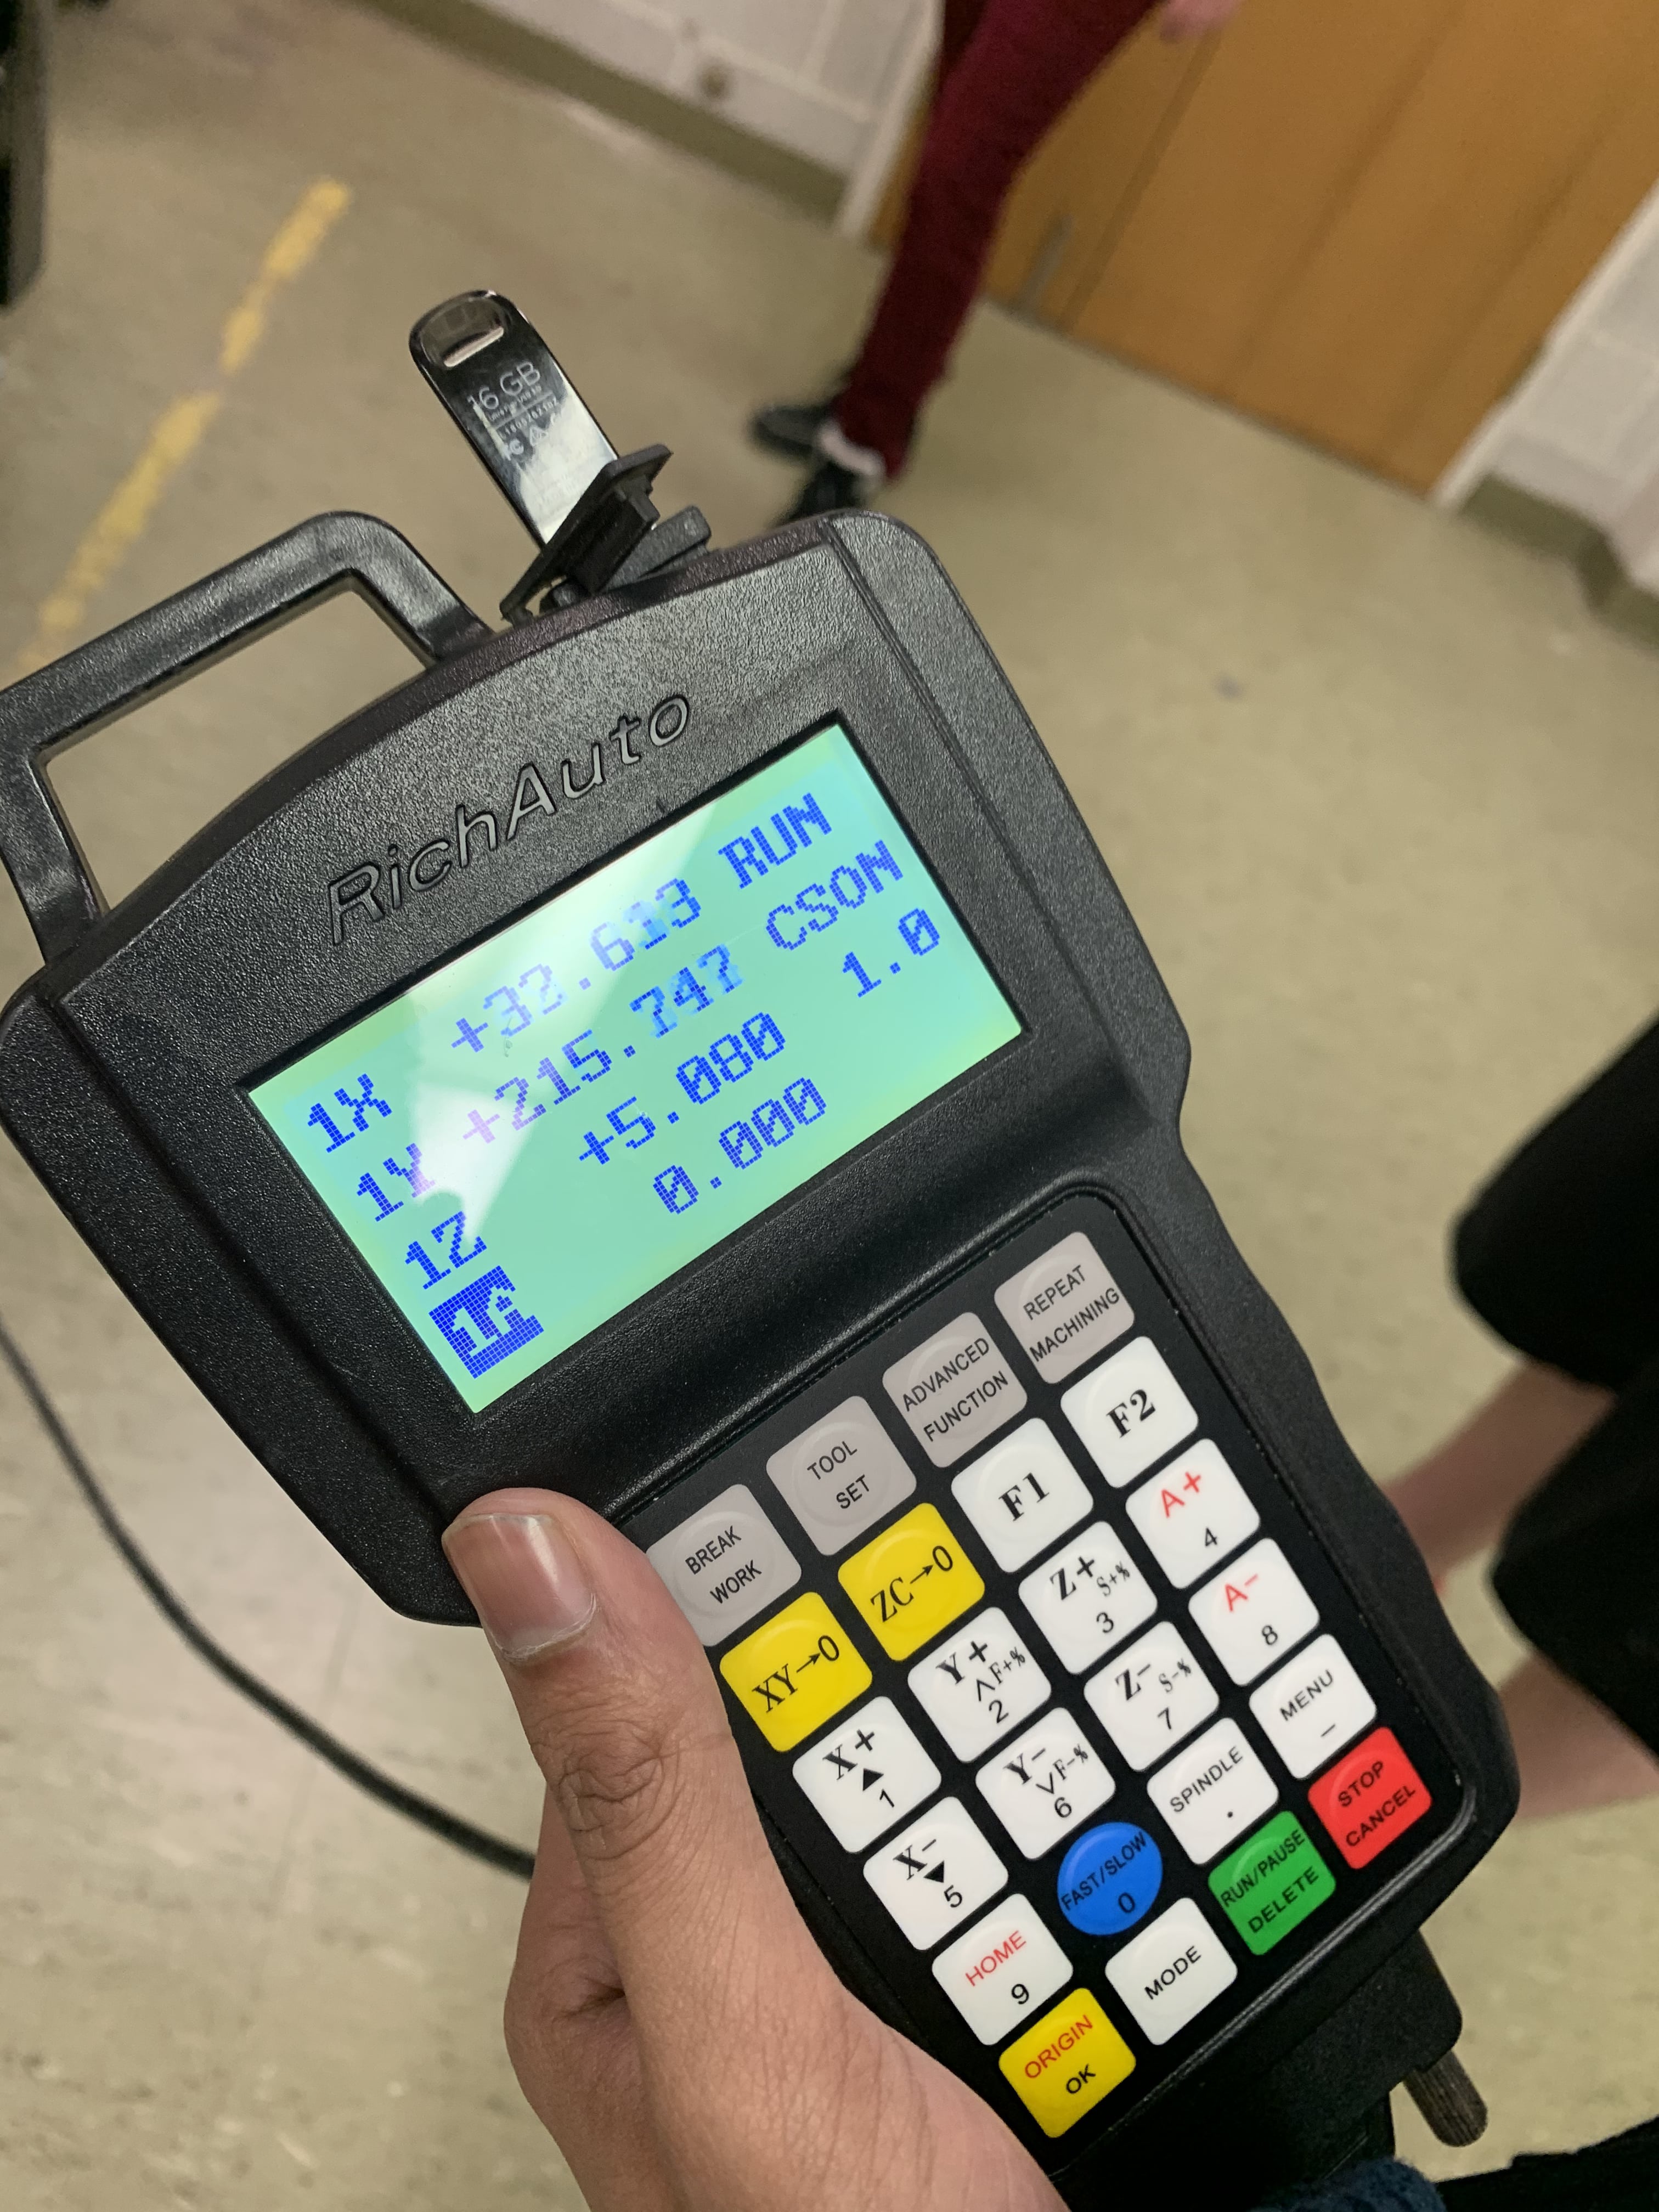 16 GB
RichAuto
1X +32.633 RUN
1Y +215.747 CSON
1Z +5.080 1.0
0.000
BREAK WORK
TOOL SET
ADVANCED FUNCTION
REPEAT MACHINING
XY→0
ZC→0
F1
F2
X+ ▲ 1
Y+ ∧F+% 2
Z+ S+% 3
A+ 4
X- ▼ 5
Y- ∨F-% 6
Z- S-% 7
A- 8
HOME 9
FAST/SLOW 0
SPINDLE .
MENU −
ORIGIN OK
MODE
RUN/PAUSE DELETE
STOP CANCEL